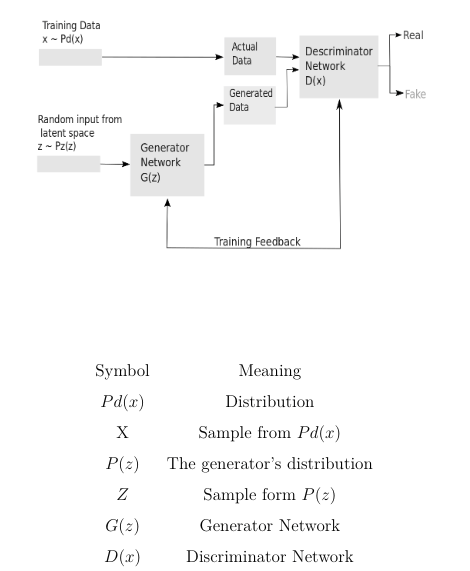 Training Data
x ~ Pd(x)
Actual
Data
Descriminator
Network
D(x)
Real
Fake
Generated
Data
Random input from
latent space
z ~ Pz(z)
Generator
Network
G(z)
Training Feedback
Symbol Meaning
Pd(x) Distribution
X Sample from Pd(x)
P(z) The generator's distribution
Z Sample form P(z)
G(z) Generator Network
D(x) Discriminator Network